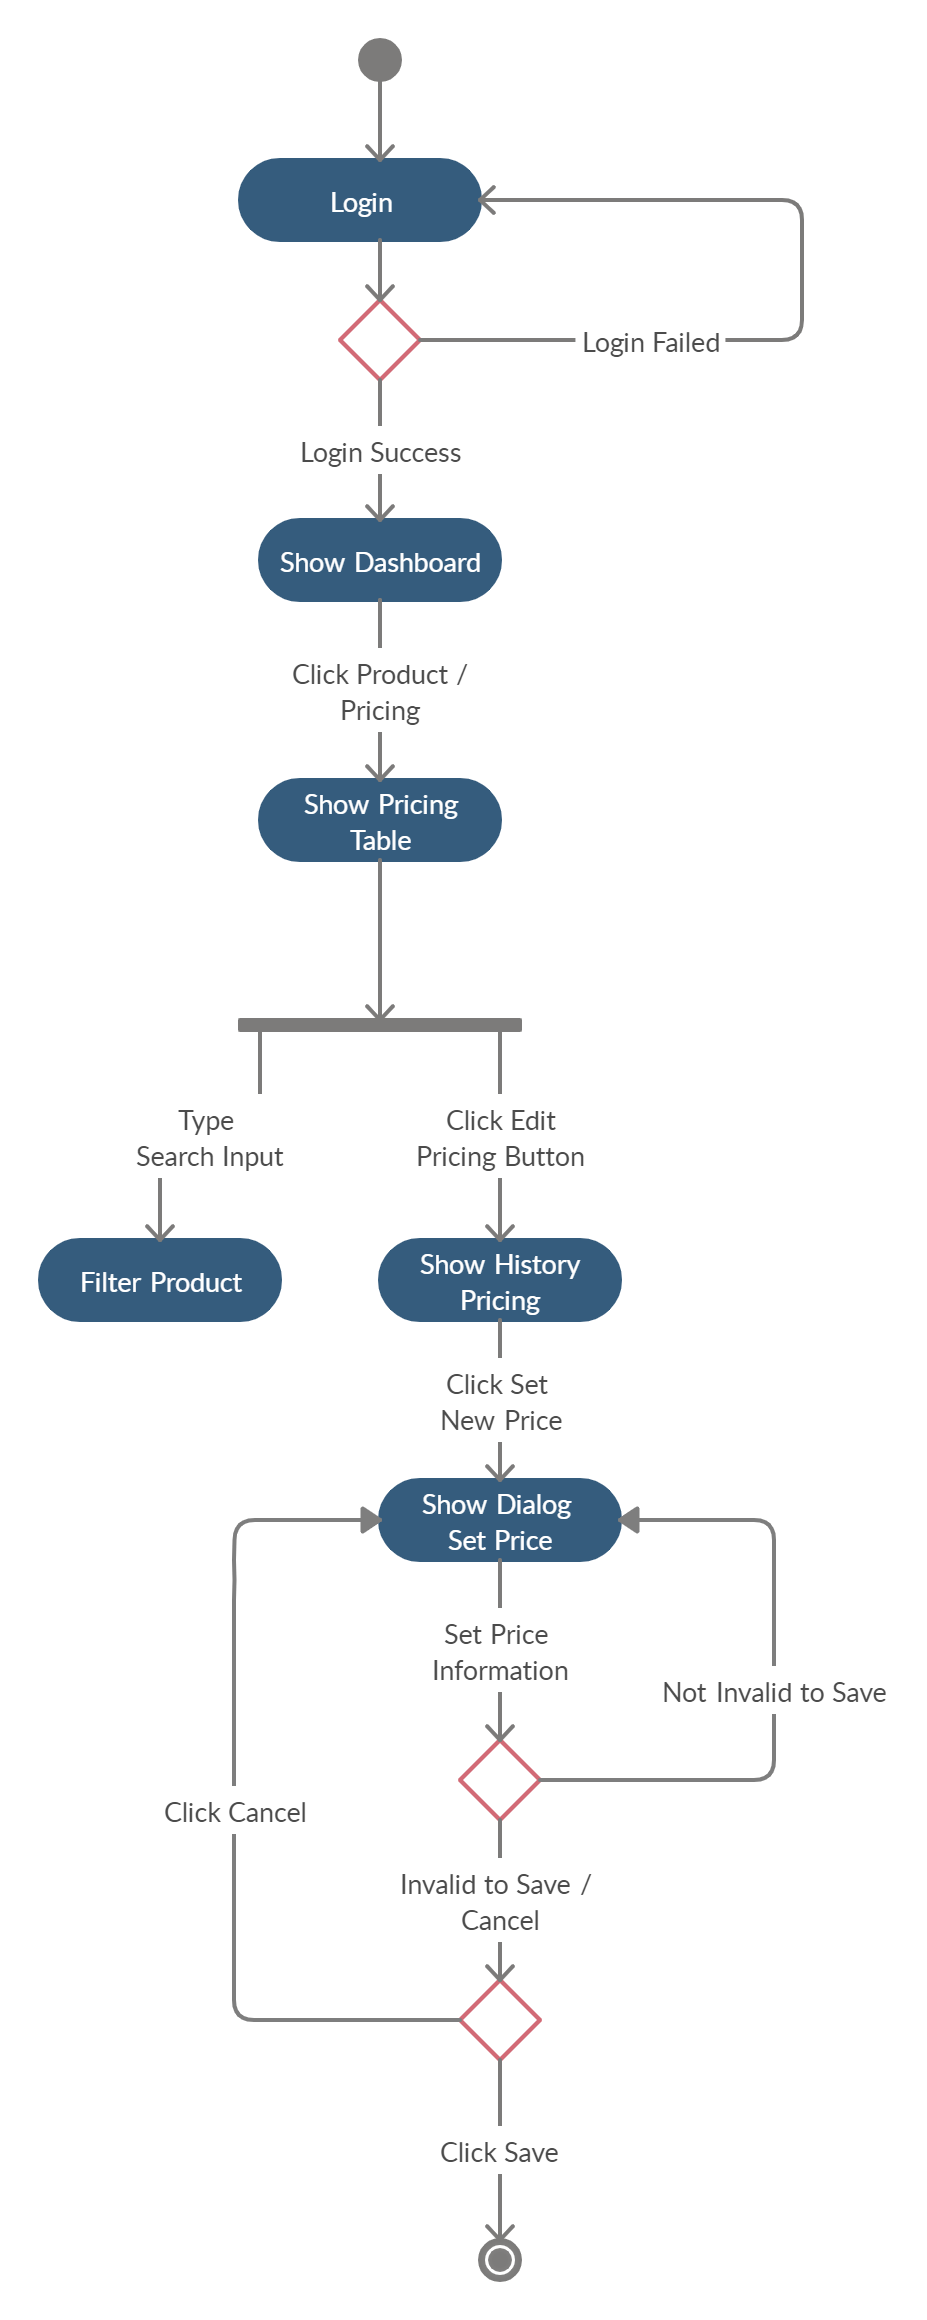 Login
Login Failed
Login Success
Show Dashboard
Click Product /
Pricing
Show Pricing
Table
Type
Search Input
Click Edit
Pricing Button
Filter Product
Show History
Pricing
Click Set
New Price
Show Dialog
Set Price
Set Price
Information
Not Invalid to Save
Click Cancel
Invalid to Save /
Cancel
Click Save